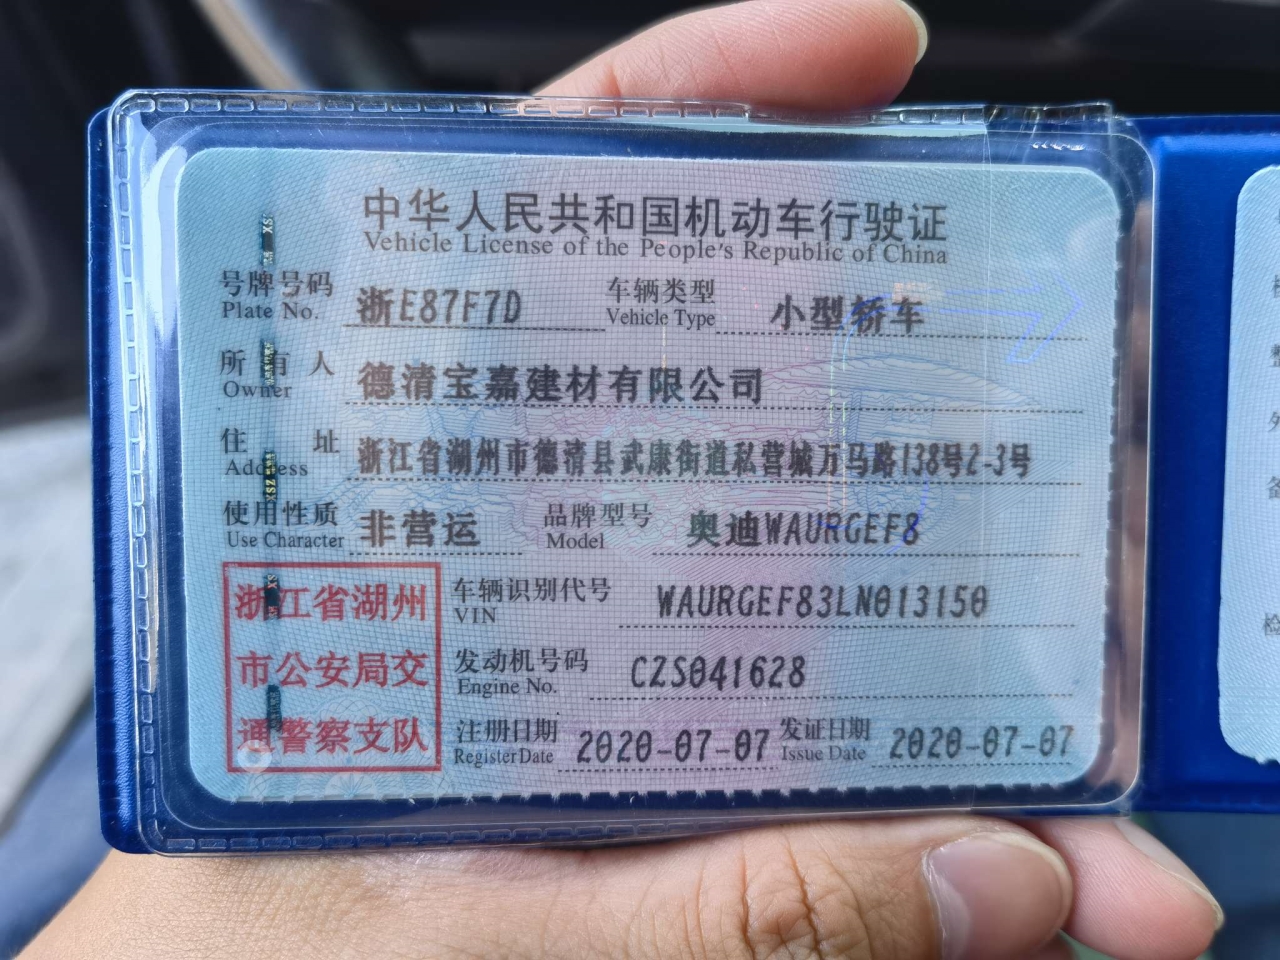 中华人民共和国机动车行驶证
Vehicle License of the People's Republic of China
号牌号码 浙E87F7D 车辆类型 小型轿车
Plate No. Vehicle Type
所有人 德清宝嘉建材有限公司
Owner
住址 浙江省湖州市德清县武康街道私营城万马路138号2-3号
Address
使用性质 非营运 品牌型号 奥迪WAURGEF8
Use Character Model
浙江省湖州 车辆识别代号 WAURGEF83LN013150
VIN
市公安局交 发动机号码 CZS041628
Engine No.
通警察支队 注册日期 2020-07-07 发证日期 2020-07-07
Register Date Issue Date